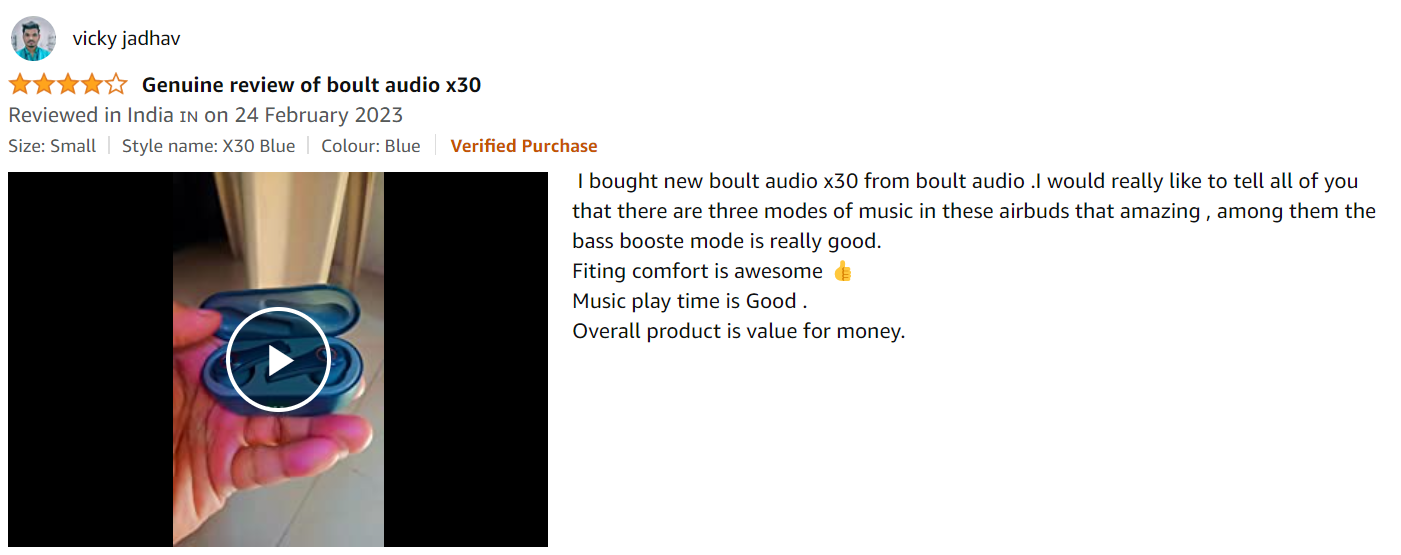 vicky jadhav
Genuine review of boult audio x30
Reviewed in India IN on 24 February 2023
Size: Small | Style name: X30 Blue | Colour: Blue | Verified Purchase
I bought new boult audio x30 from boult audio .I would really like to tell all of you
that there are three modes of music in these airbuds that amazing , among them the
bass booste mode is really good.
Fiting comfort is awesome 👍
Music play time is Good .
Overall product is value for money.